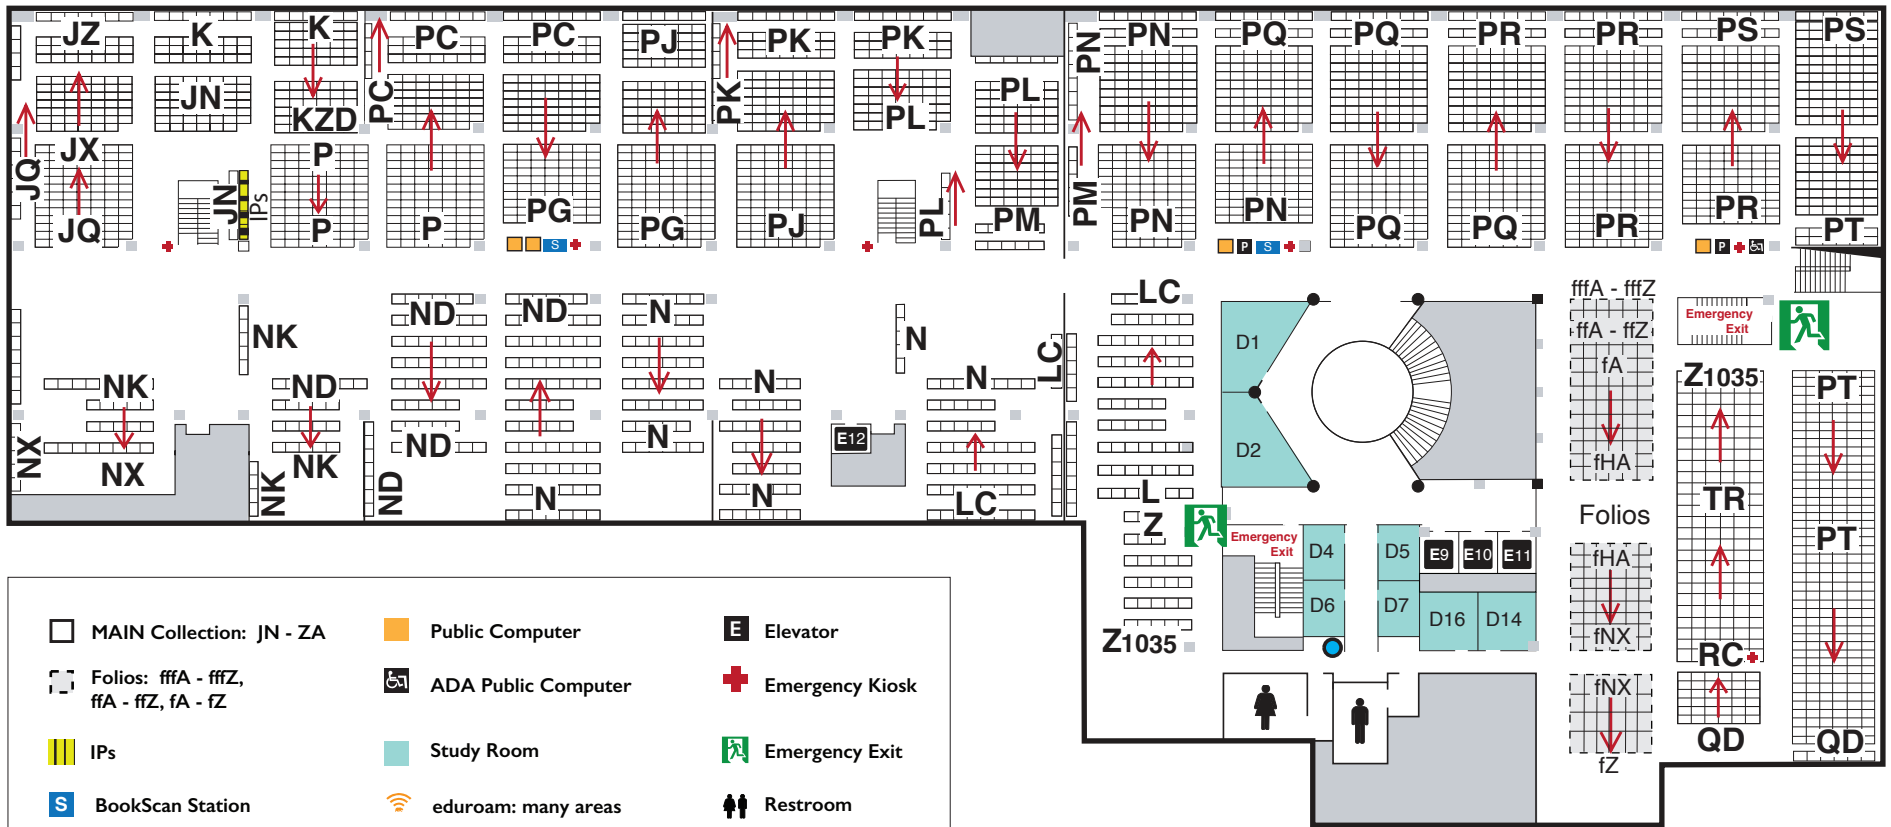 JZ K K PC PC PJ PK PK PN PN PQ PQ PR PR PS PS
JN KZD PC PK PL PL
JQ JX P PM
JN IPs PL
JQ P P PG PG PJ PM PN PN PQ PQ PR PR PT
S P S P
LC fffA - fffZ
NK ND ND N N LC D1 ffA - ffZ Emergency
Exit
fA
NK ND N N Z1035 PT
NX NX NK NK ND ND N N E12 D2 fHA
N N LC L TR
Z Folios
Emergency
Exit
D4 D5 E9 E10 E11 fHA PT
D6 D7 D16 D14 fNX
Z1035 RC
fNX
QD QD
fZ
MAIN Collection: JN - ZA
Folios: fffA - fffZ,
ffA - ffZ, fA - fZ
IPs
S BookScan Station
Public Computer
ADA Public Computer
Study Room
eduroam: many areas
E Elevator
Emergency Kiosk
Emergency Exit
Restroom